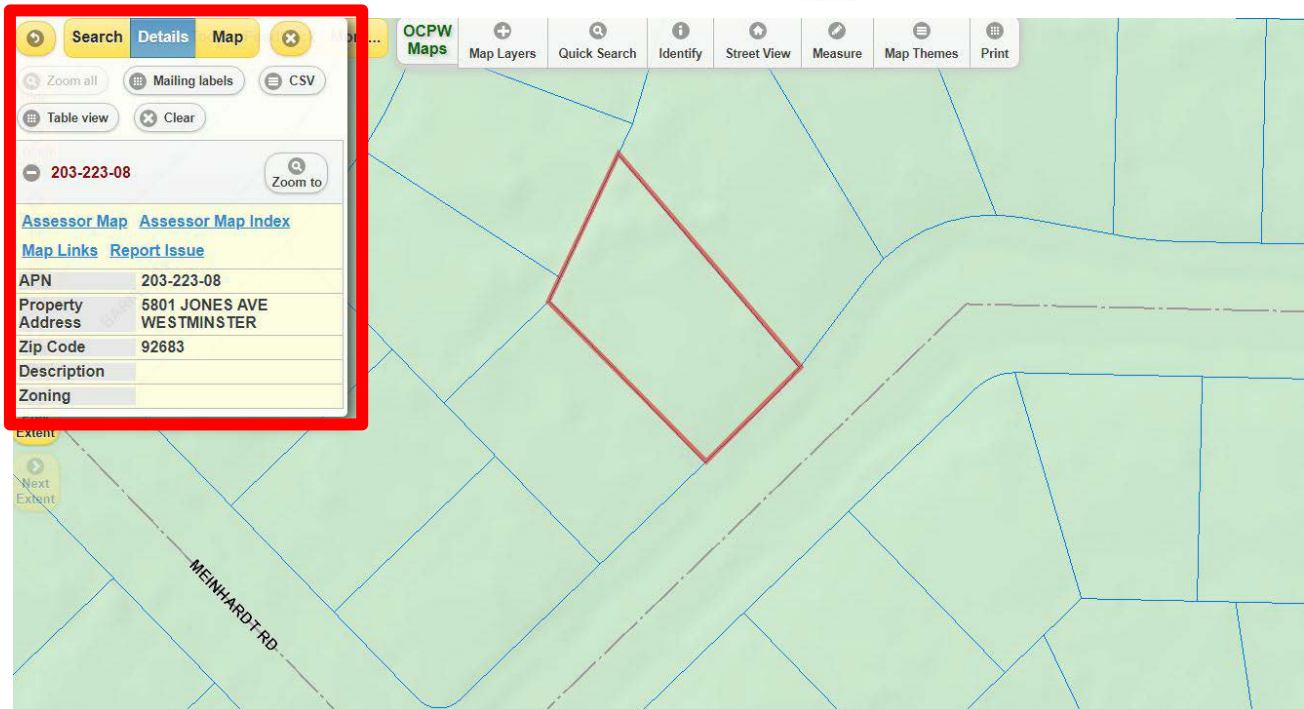 Search Details Map
Mor...
OCPW
Maps
Map Layers
Quick Search
Identify
Street View
Measure
Map Themes
Print
Zoom all
Mailing labels
CSV
Table view
Clear
203-223-08
Zoom to
Assessor Map Assessor Map Index
Map Links Report Issue
APN 203-223-08
Property Address 5801 JONES AVE
WESTMINSTER
Zip Code 92683
Description
Zoning
Extent
Next
Extent
MEINHARDT RD